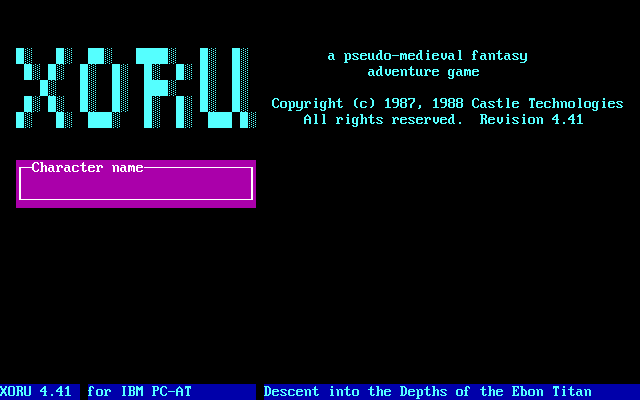 XORU
a pseudo-medieval fantasy
adventure game
Copyright (c) 1987, 1988 Castle Technologies
All rights reserved.  Revision 4.41
Character name
XORU 4.41 for IBM PC-AT Descent into the Depths of the Ebon Titan